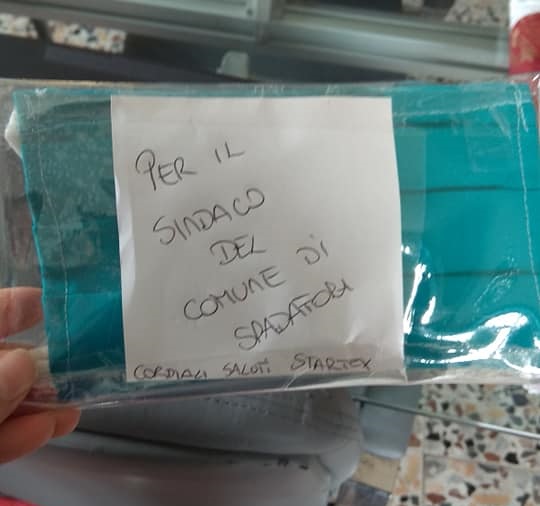 PER IL
SINDACO
DEL
COMUNE DI
SPADAFORA
CORDIALI SALUTI STARTEX